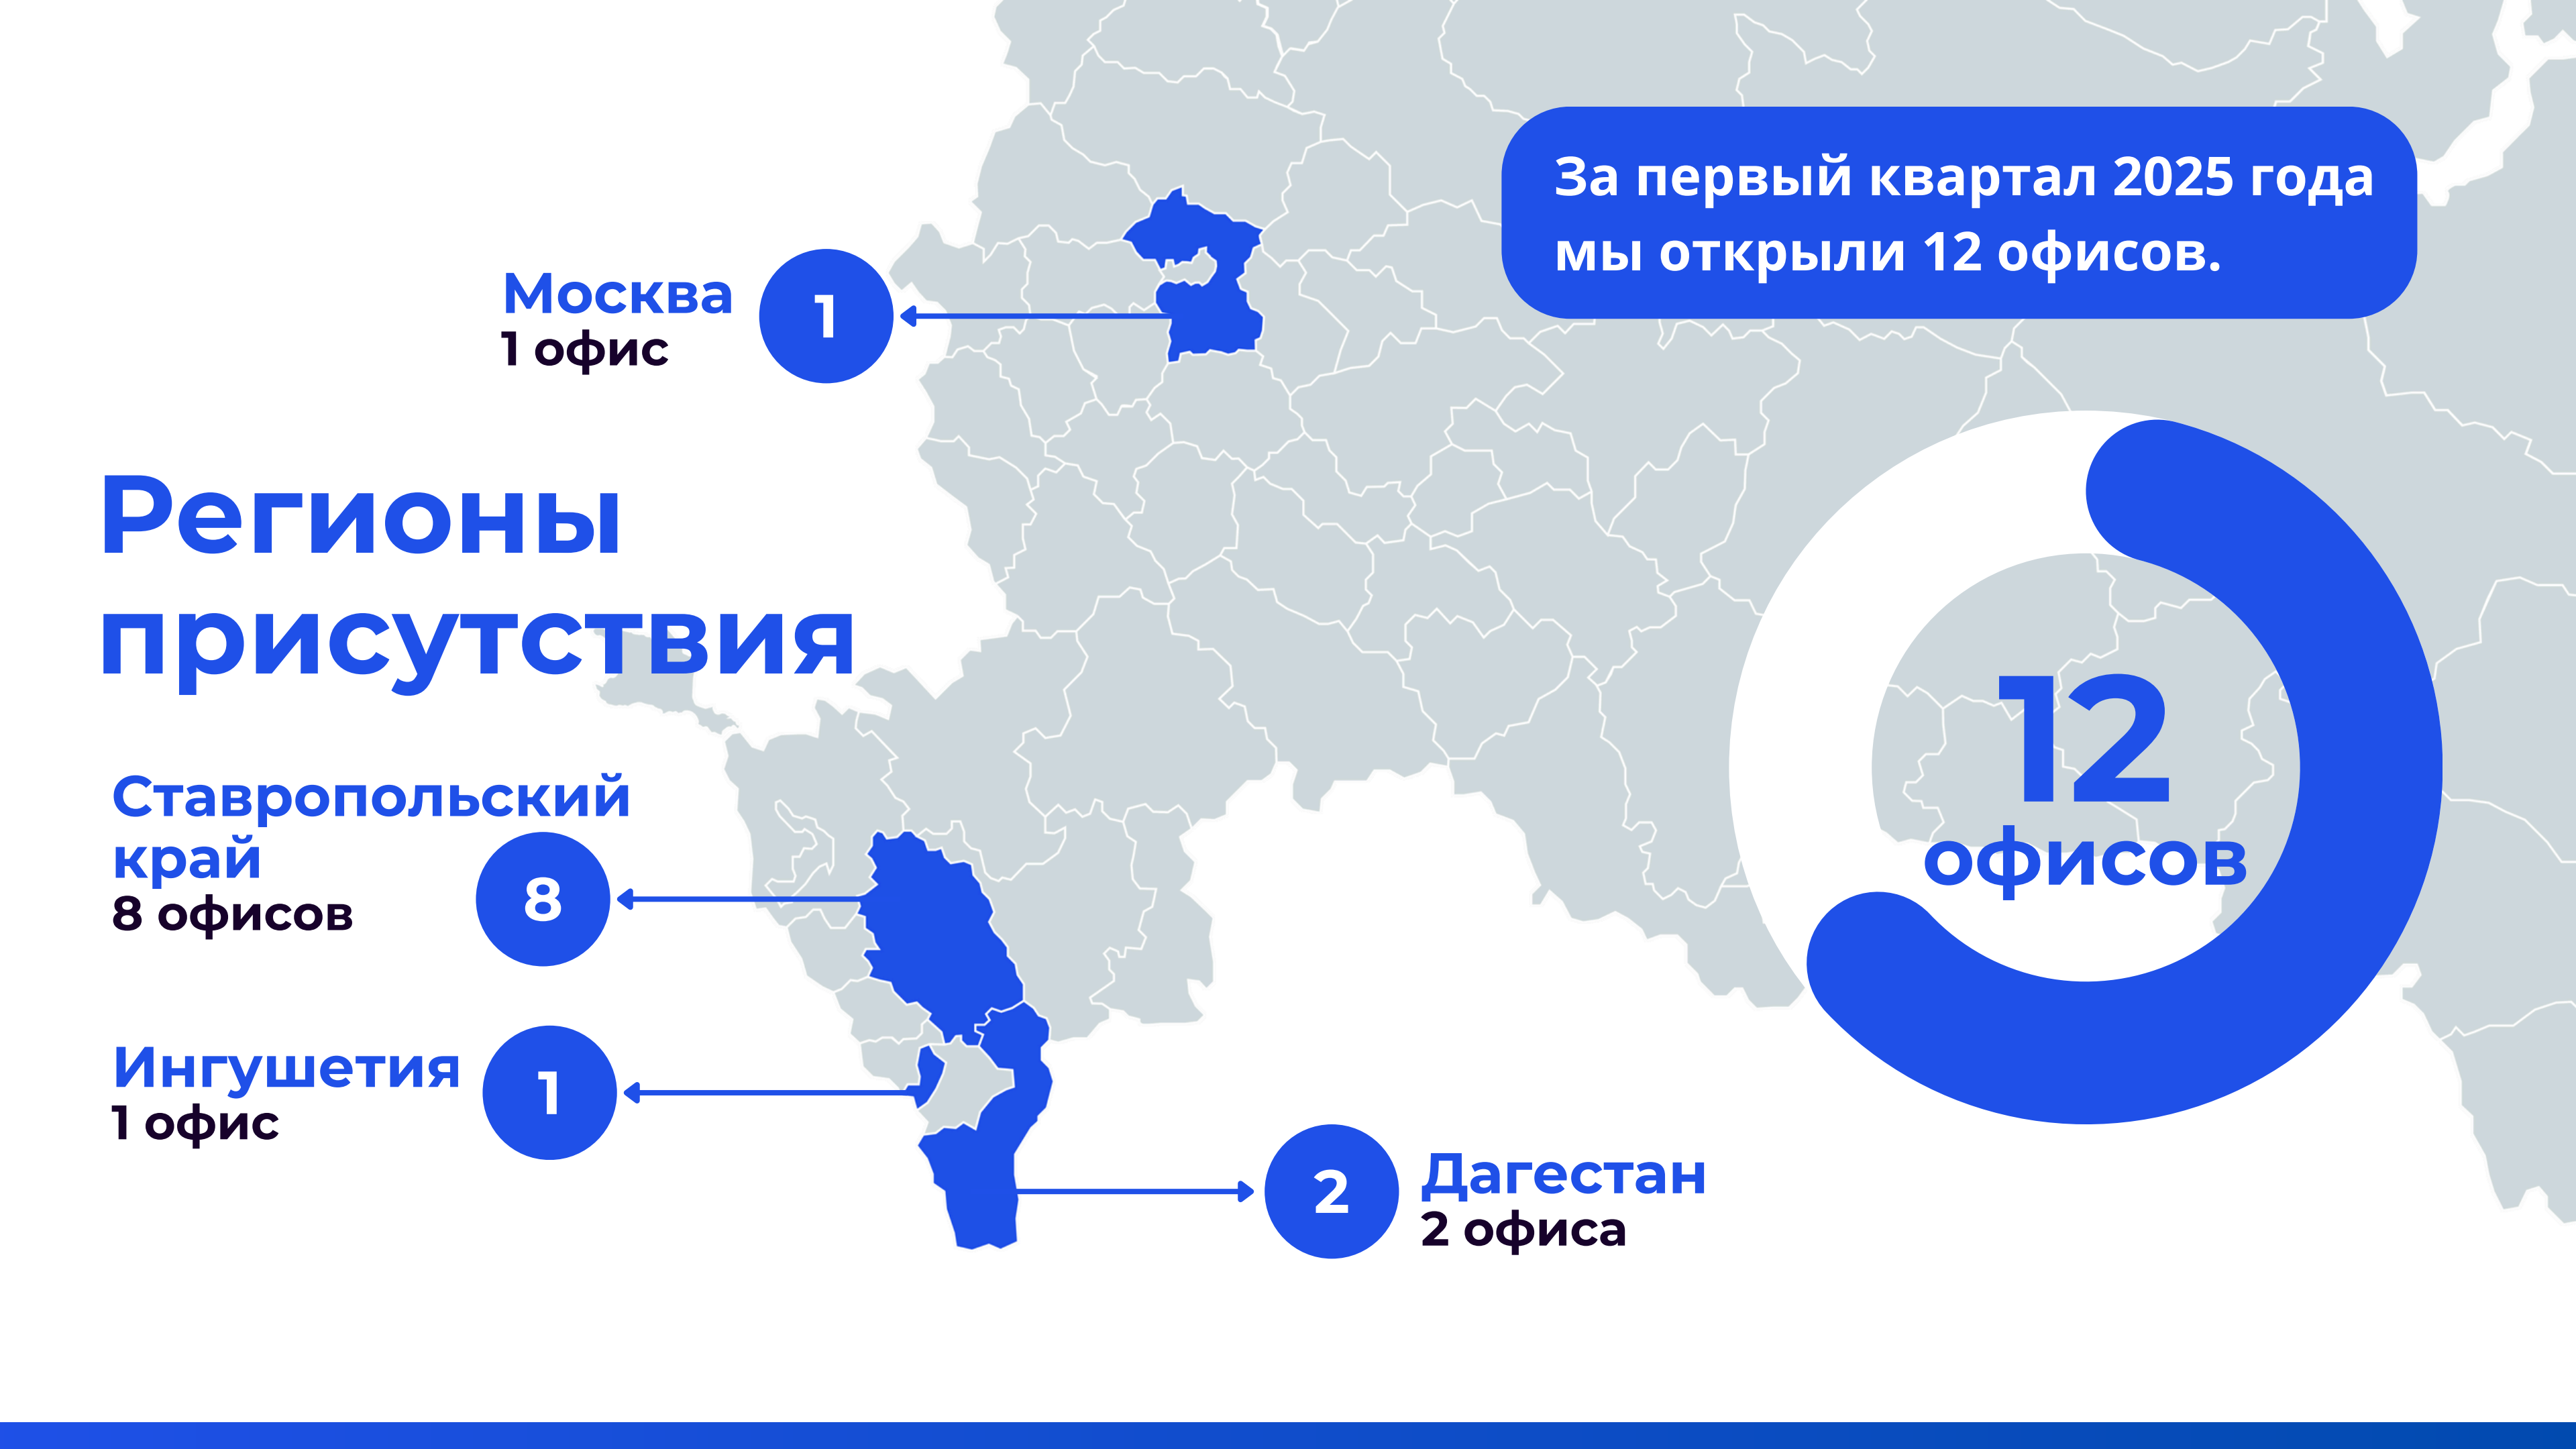 За первый квартал 2025 года
мы открыли 12 офисов.
Москва
1 офис
1
Регионы
присутствия
12
офисов
Ставропольский
край
8 офисов
8
Ингушетия
1 офис
1
2
Дагестан
2 офиса